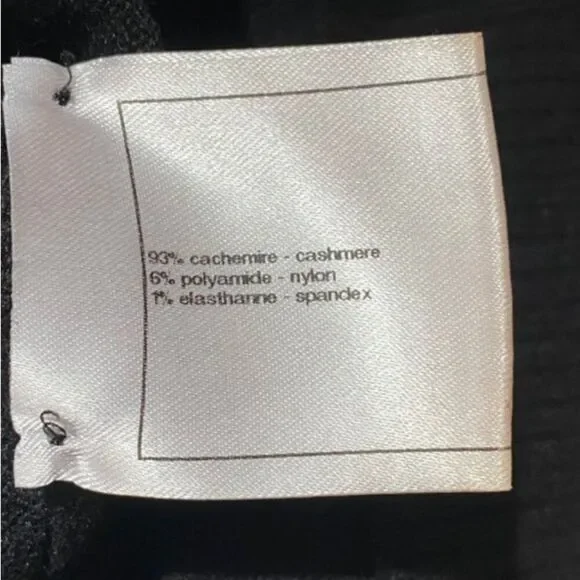 93% cachemire - cashmere
6% polyamide - nylon
1% elasthanne - spandex